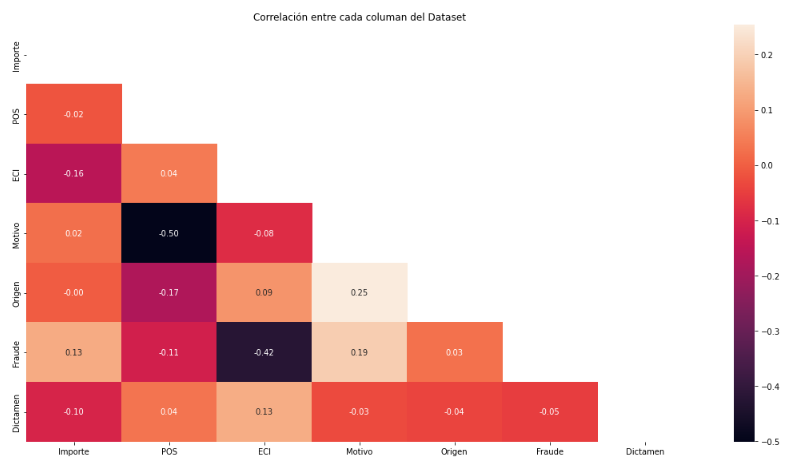 Correlación entre cada columan del Dataset
Importe
POS
-0.02
ECI
-0.16 0.04
Motivo
0.02 -0.50 -0.08
Origen
-0.00 -0.17 0.09 0.25
Fraude
0.13 -0.11 -0.42 0.19 0.03
Dictamen
-0.10 0.04 0.13 -0.03 -0.04 -0.05
Importe POS ECI Motivo Origen Fraude Dictamen
0.2
0.1
0.0
-0.1
-0.2
-0.3
-0.4
-0.5